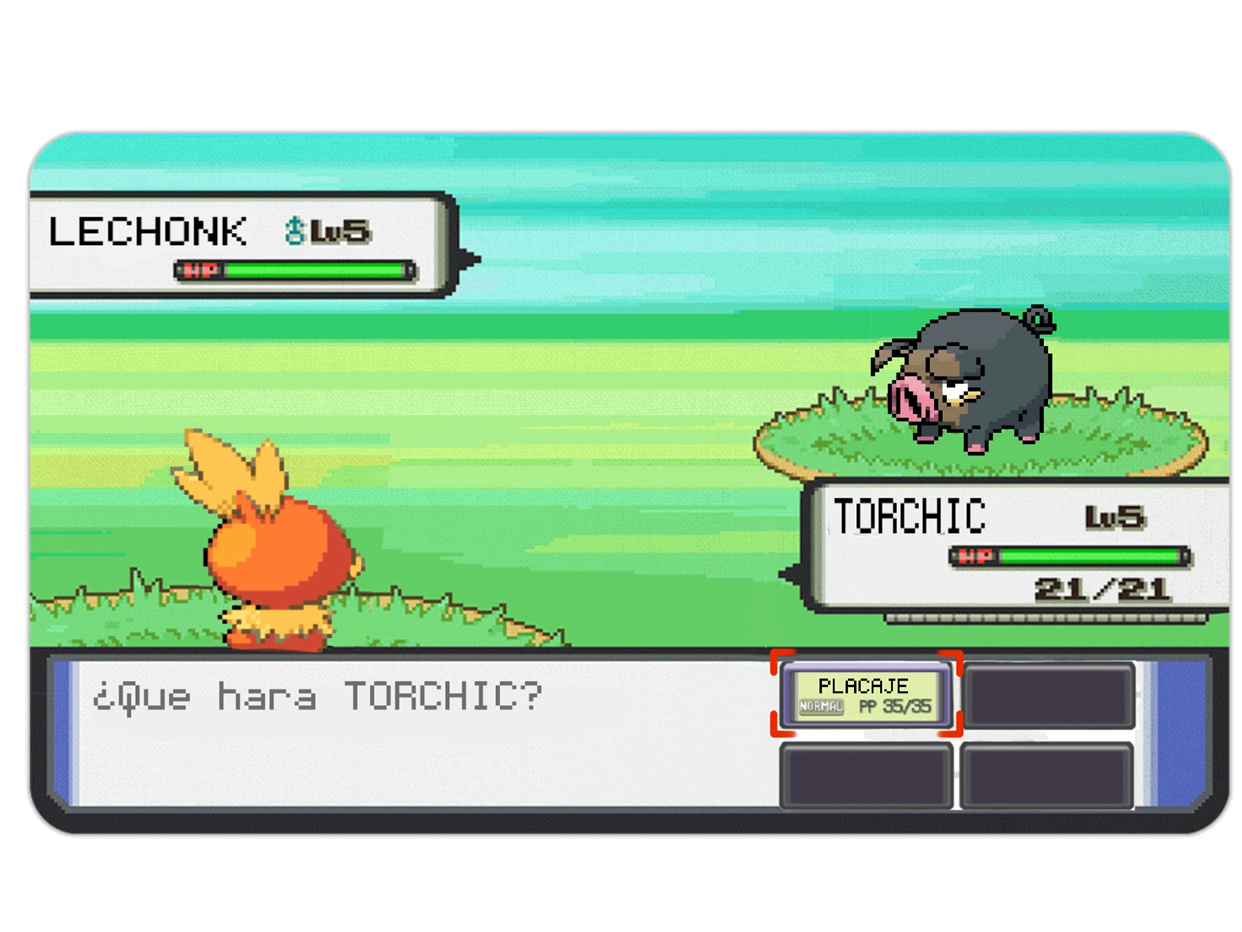 LECHONK ♂Lv5
HP
TORCHIC Lv5
HP
21/21
¿Que hara TORCHIC?
PLACAJE
NORMAL PP 35/35